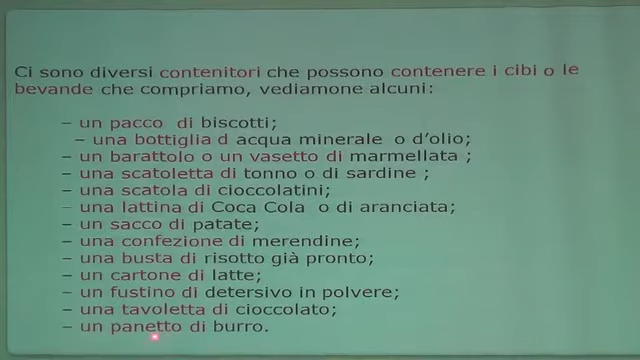 Ci sono diversi contenitori che possono contenere i cibi o le
bevande che compriamo, vediamone alcuni:
– un pacco di biscotti;
– una bottiglia d acqua minerale o d’olio;
– un barattolo o un vasetto di marmellata ;
– una scatoletta di tonno o di sardine ;
– una scatola di cioccolatini;
– una lattina di Coca Cola o di aranciata;
– un sacco di patate;
– una confezione di merendine;
– una busta di risotto già pronto;
– un cartone di latte;
– un fustino di detersivo in polvere;
– una tavoletta di cioccolato;
– un panetto di burro.